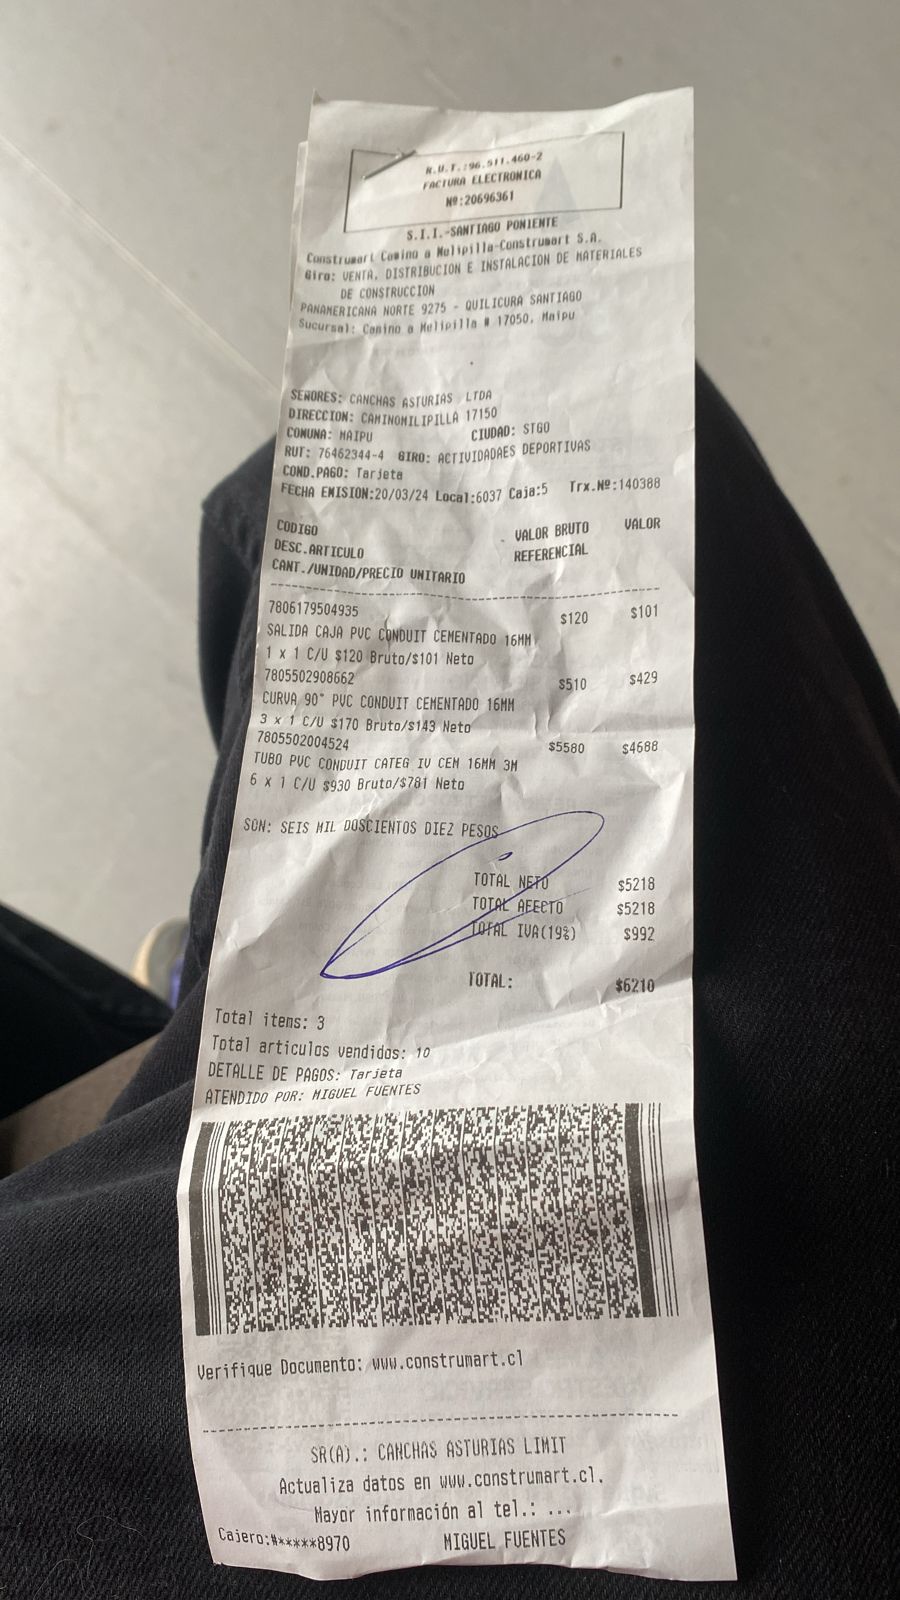 R.U.T.:96.511.460-2
FACTURA ELECTRONICA
Nº:20696361
S.I.I.-SANTIAGO PONIENTE
Construmart Camino a Melipilla-Construmart S.A.
Giro: VENTA, DISTRIBUCION E INSTALACION DE MATERIALES
DE CONSTRUCCION
PANAMERICANA NORTE 9275 - QUILICURA SANTIAGO
Sucursal: Camino a Melipilla # 17050, Maipu
SEÑORES: CANCHAS ASTURIAS LTDA
DIRECCION: CAMINOMILIPILLA 17150
COMUNA: MAIPU CIUDAD: STGO
RUT: 76462344-4 GIRO: ACTIVIDADAES DEPORTIVAS
COND.PAGO: Tarjeta
FECHA EMISION:20/03/24 Local:6037 Caja:5 Trx.Nº:140388
CODIGO VALOR BRUTO VALOR
DESC.ARTICULO REFERENCIAL
CANT./UNIDAD/PRECIO UNITARIO
7806179504935 $120 $101
SALIDA CAJA PVC CONDUIT CEMENTADO 16MM
1 x 1 C/U $120 Bruto/$101 Neto
7805502908662 $510 $429
CURVA 90° PVC CONDUIT CEMENTADO 16MM
3 x 1 C/U $170 Bruto/$143 Neto
7805502004524 $5580 $4688
TUBO PVC CONDUIT CATEG IV CEM 16MM 3M
6 x 1 C/U $930 Bruto/$781 Neto
SON: SEIS MIL DOSCIENTOS DIEZ PESOS
TOTAL NETO $5218
TOTAL AFECTO $5218
TOTAL IVA(19%) $992
TOTAL: $6210
Total items: 3
Total articulos vendidos: 10
DETALLE DE PAGOS: Tarjeta
ATENDIDO POR: MIGUEL FUENTES
Verifique Documento: www.construmart.cl
SR(A).: CANCHAS ASTURIAS LIMIT
Actualiza datos en www.construmart.cl.
Mayor información al tel.: ...
Cajero:#*****8970 MIGUEL FUENTES